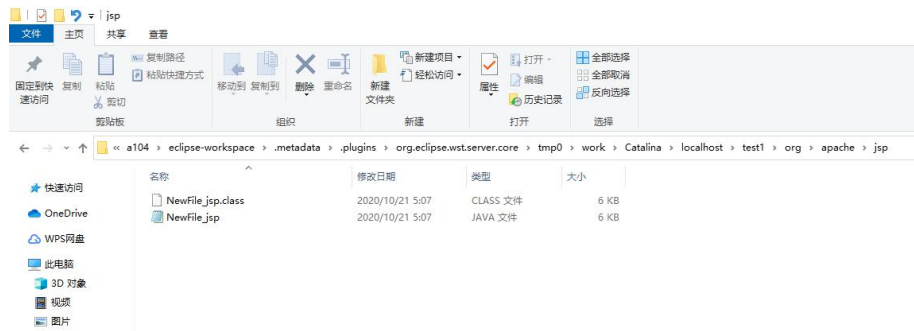 jsp
文件 主页 共享 查看
固定到快速访问
复制
粘贴
复制路径
粘贴快捷方式
剪切
移动到 复制到 删除 重命名
新建文件夹
新建项目
轻松访问
属性
打开
编辑
历史记录
全部选择
全部取消
反向选择
剪贴板 组织 新建 打开 选择
« a104 › eclipse-workspace › .metadata › .plugins › org.eclipse.wst.server.core › tmp0 › work › Catalina › localhost › test1 › org › apache › jsp
名称 修改日期 类型 大小
快速访问
NewFile_jsp.class 2020/10/21 5:07 CLASS 文件 6 KB
OneDrive
NewFile_jsp 2020/10/21 5:07 JAVA 文件 6 KB
WPS网盘
此电脑
3D 对象
视频
图片